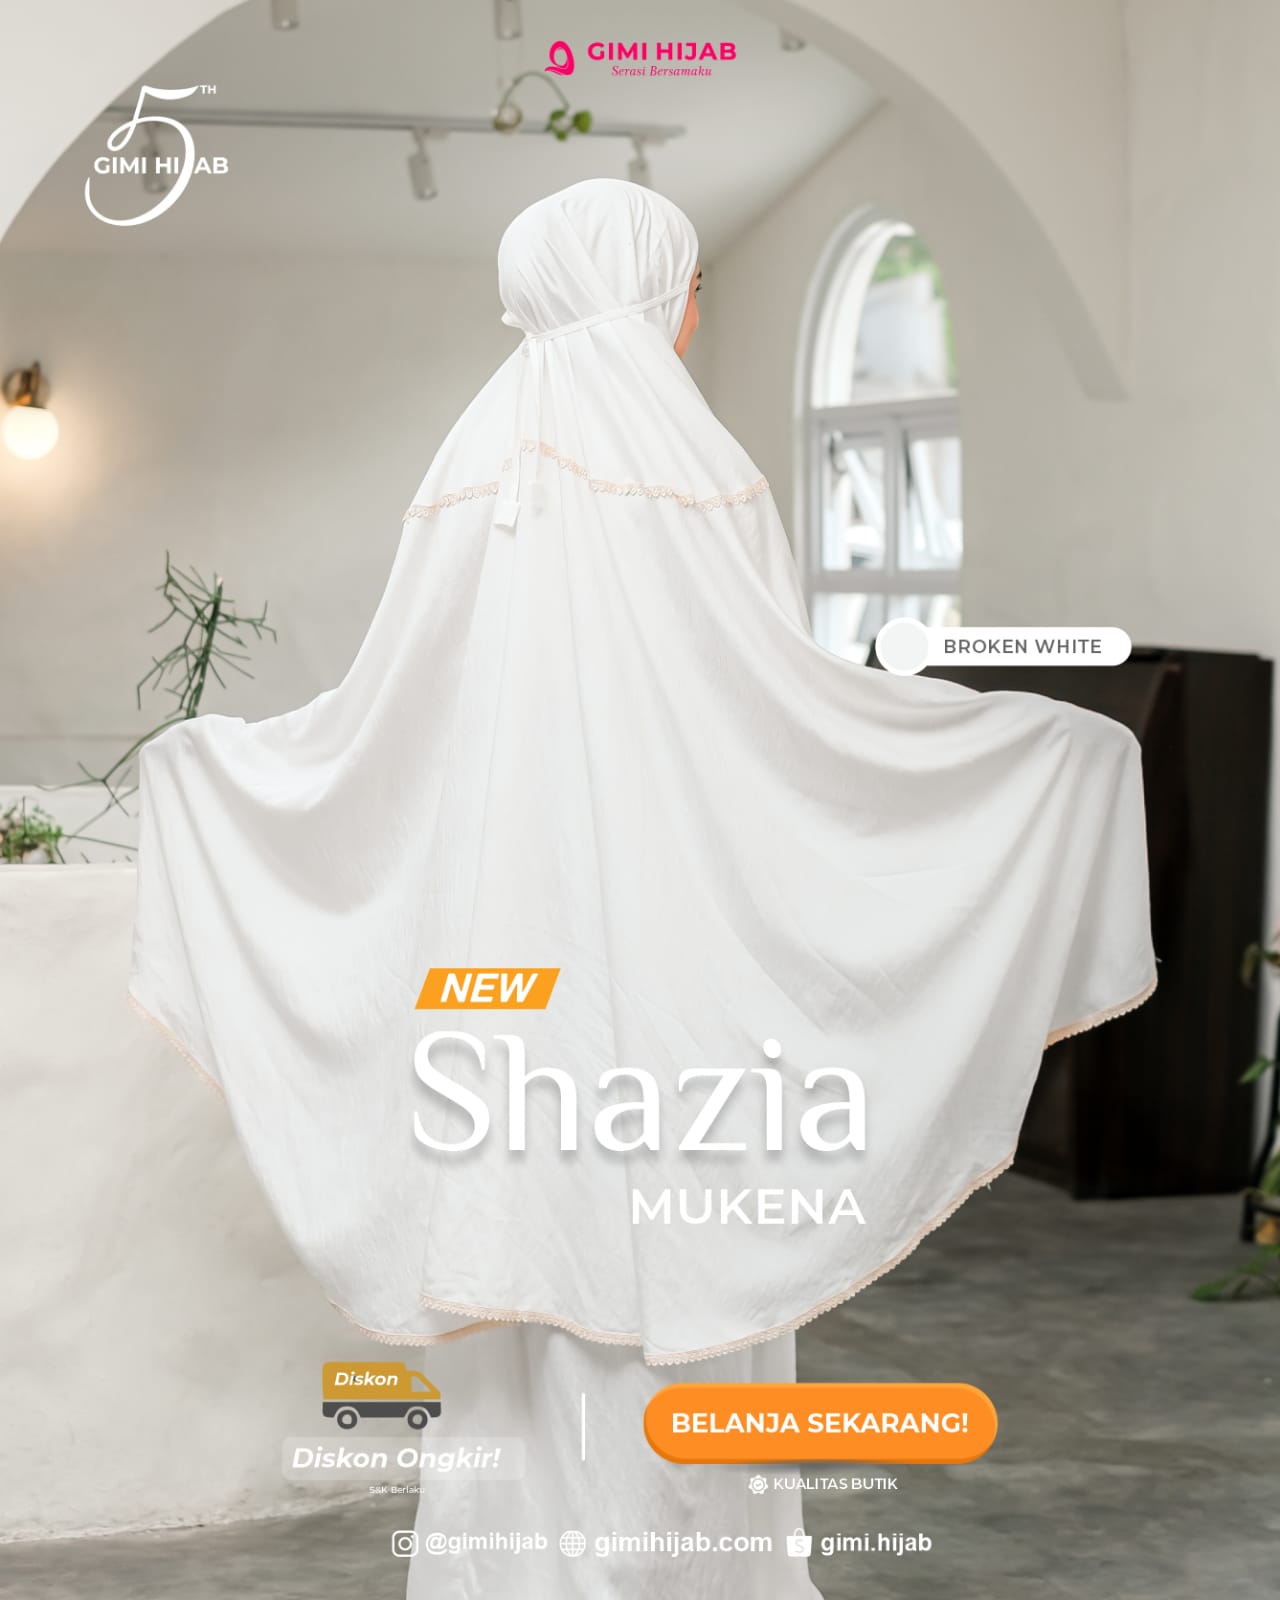 GIMI HIJAB
Serasi Bersamaku
5TH
GIMI HIJAB
BROKEN WHITE
NEW
Shazia
MUKENA
Diskon
Diskon Ongkir!
S&K Berlaku
BELANJA SEKARANG!
KUALITAS BUTIK
@gimihijab gimihijab.com gimi.hijab